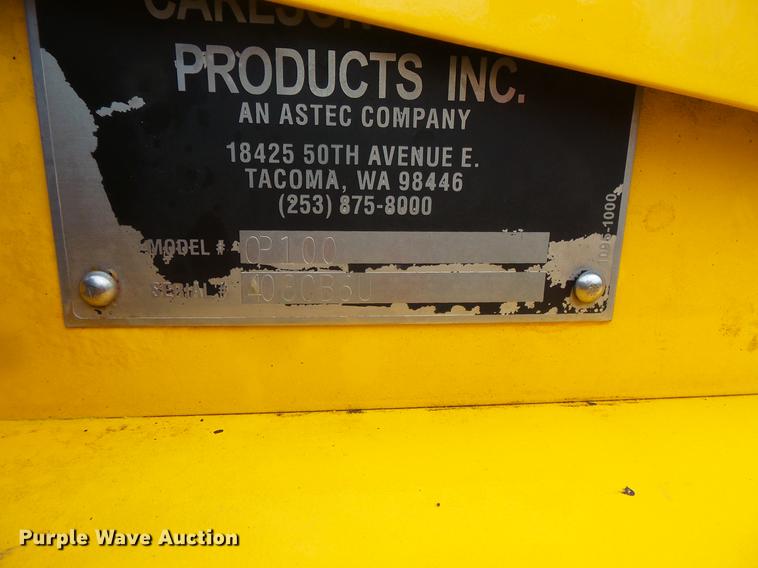 PRODUCTS INC.
AN ASTEC COMPANY
18425 50TH AVENUE E.
TACOMA, WA 98446
(253) 875-8000
MODEL # CP100
SERIAL #
Purple Wave Auction